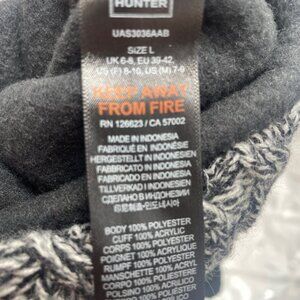 HUNTER
UAS3036AAB
SIZE L
UK 6-8, EU 39-42,
US (F) 8-10, US (M) 7-9
KEEP AWAY
FROM FIRE
RN 126623 / CA 57002
MADE IN INDONESIA
FABRIQUÉ EN INDONÉSIE
HERGESTELLT IN INDONESIEN
FABBRICATO IN INDONESIA
FABRICADO EN INDONESIA
TILLVERKAD I INDONESIEN
СДЕЛАНО В ИНДОНЕЗИИ
BODY 100% POLYESTER
CUFF 100% ACRYLIC
CORPS 100% POLYESTER
POIGNET 100% ACRYLIQUE
RUMPF 100% POLYESTER
MANSCHETTE 100% ACRYL
CORPO 100% POLIESTERE
POLSINO 100% ACRILICO